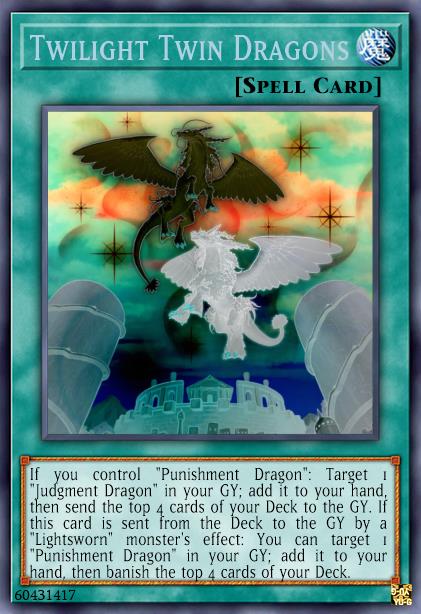 Twilight Twin Dragons 魔
[Spell Card]
If you control "Punishment Dragon": Target 1
"Judgment Dragon" in your GY; add it to your hand,
then send the top 4 cards of your Deck to the GY. If
this card is sent from the Deck to the GY by a
"Lightsworn" monster's effect: You can target 1
"Punishment Dragon" in your GY; add it to your
hand, then banish the top 4 cards of your Deck.
60431417